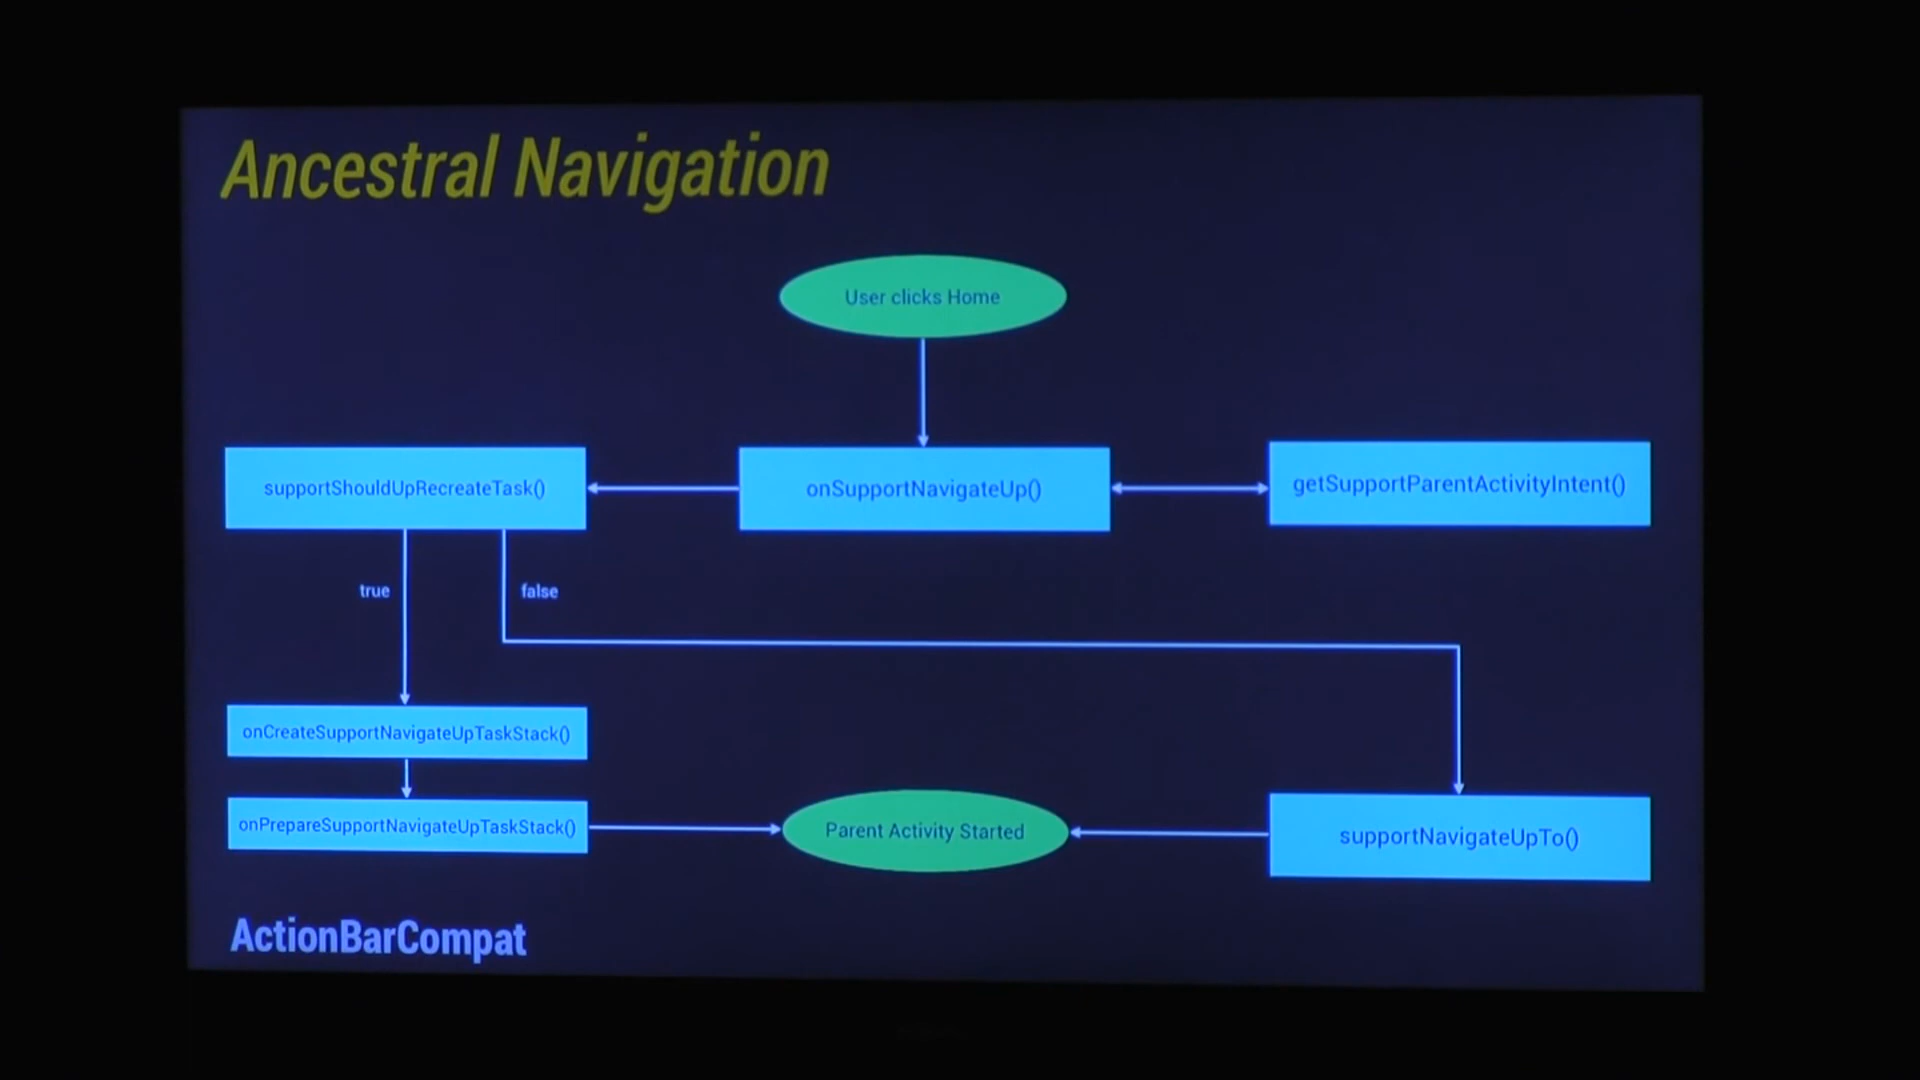 Ancestral Navigation
User clicks Home
supportShouldUpRecreateTask()
onSupportNavigateUp()
getSupportParentActivityIntent()
true
false
onCreateSupportNavigateUpTaskStack()
onPrepareSupportNavigateUpTaskStack()
Parent Activity Started
supportNavigateUpTo()
ActionBarCompat